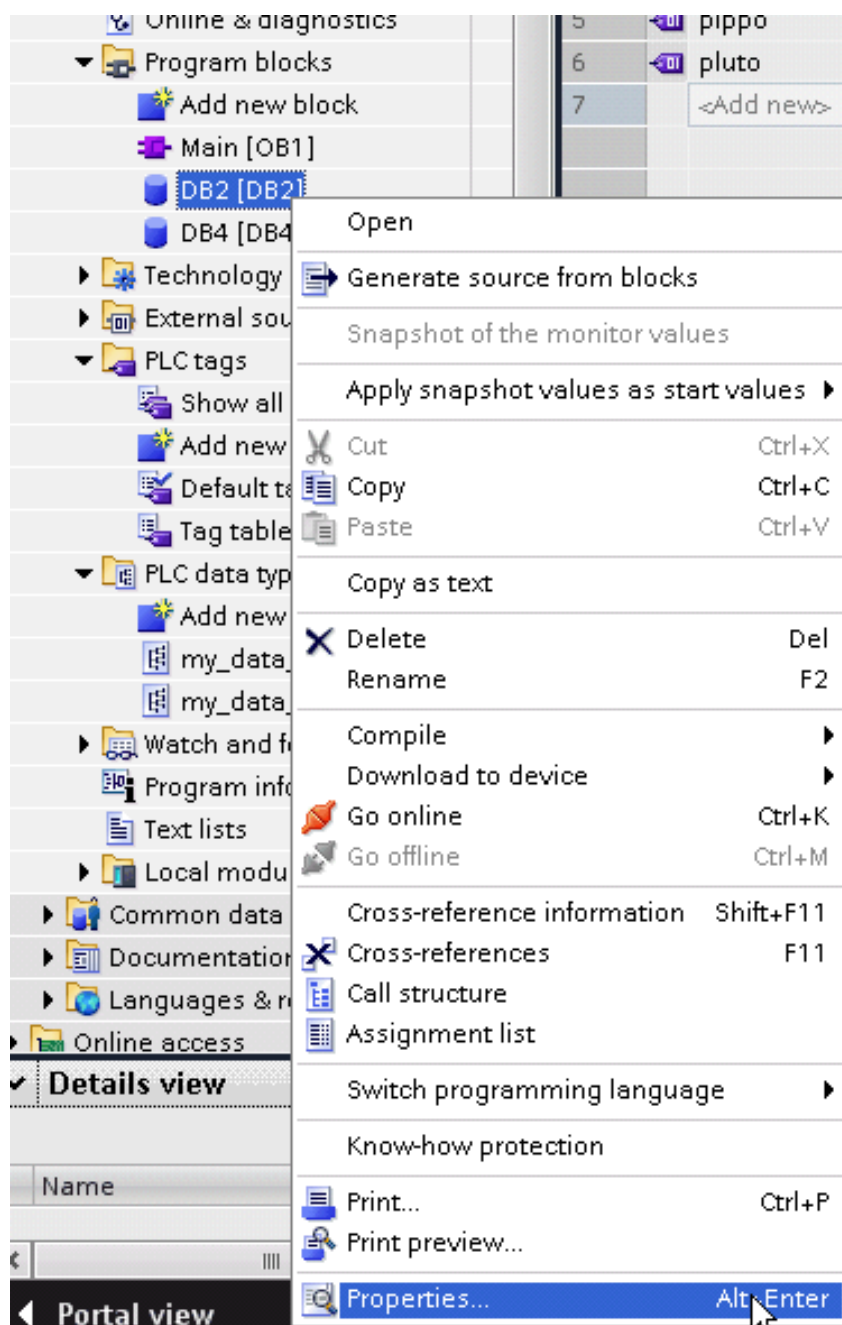 Online & diagnostics
5 pippo
Program blocks
6 pluto
Add new block
7 <Add new>
Main [OB1]
DB2 [DB2]
DB4 [DB4
Open
Technology
Generate source from blocks
External sou
Snapshot of the monitor values
PLC tags
Apply snapshot values as start values
Show all
Add new
Cut Ctrl+X
Default ta
Copy Ctrl+C
Tag table
Paste Ctrl+V
PLC data typ
Copy as text
Add new
Delete Del
my_data_
Rename F2
my_data_
Watch and fo
Compile
Program info
Download to device
Text lists
Go online Ctrl+K
Local modu
Go offline Ctrl+M
Common data
Cross-reference information Shift+F11
Documentation
Cross-references F11
Languages & re
Call structure
Online access
Assignment list
Details view
Switch programming language
Know-how protection
Name
Print... Ctrl+P
Print preview...
Portal view
Properties... Alt+Enter